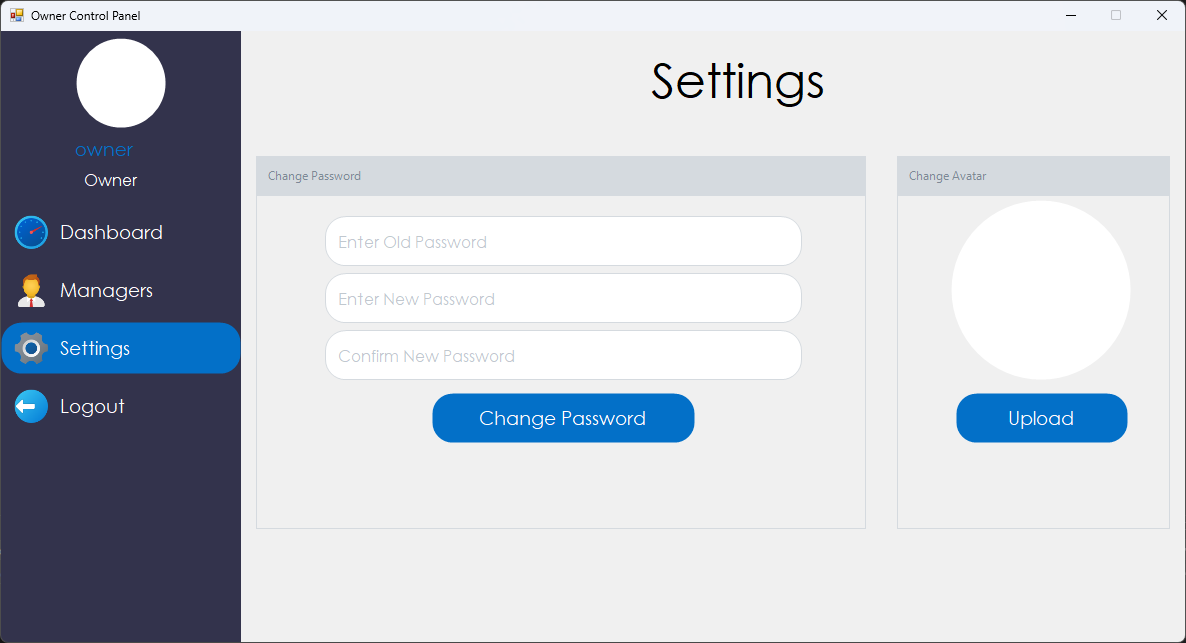 Owner Control Panel
owner
Owner
Dashboard
Managers
Settings
Logout
Settings
Change Password
Enter Old Password
Enter New Password
Confirm New Password
Change Password
Change Avatar
Upload